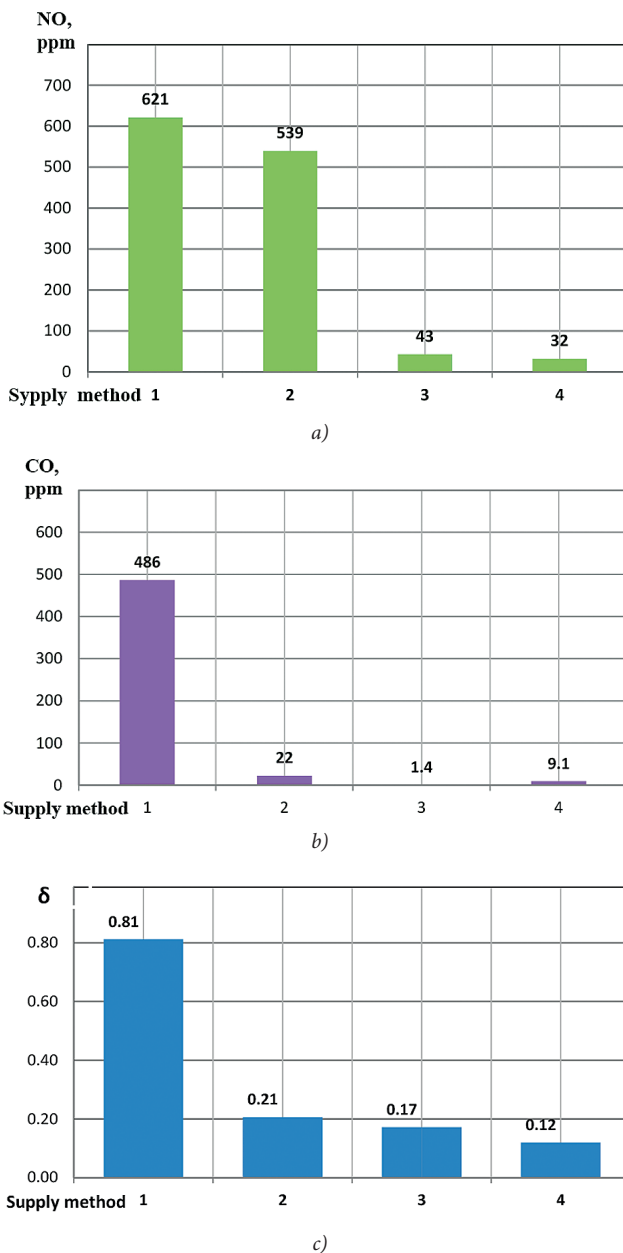 NO,
ppm
700
621
600
539
500
400
300
200
100
43
32
0
Sypply method 1 2 3 4
a)
CO,
ppm
600
486
500
400
300
200
100
22
1.4
9.1
0
Supply method 1 2 3 4
b)
δ
0.81
0.80
0.60
0.40
0.21
0.20
0.17
0.12
0.00
Supply method 1 2 3 4
c)